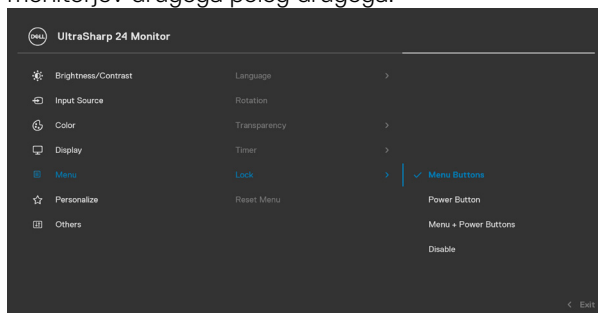 monitorjev drugega poleg drugega.
DELL UltraSharp 24 Monitor
Brightness/Contrast Language
Input Source Rotation
Color Transparency
Display Timer
Menu Lock Menu Buttons
Personalize Reset Menu Power Button
Others Menu + Power Buttons
Disable
Exit